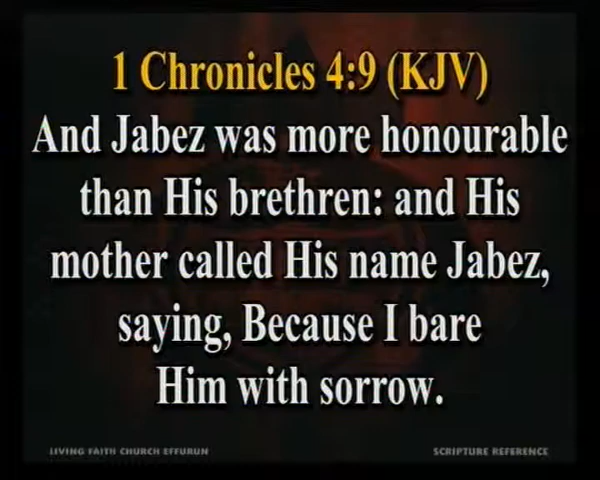 1 Chronicles 4:9 (KJV)
And Jabez was more honourable
than His brethren: and His
mother called His name Jabez,
saying, Because I bare
Him with sorrow.
LIVING FAITH CHURCH EFFURUN
SCRIPTURE REFERENCE